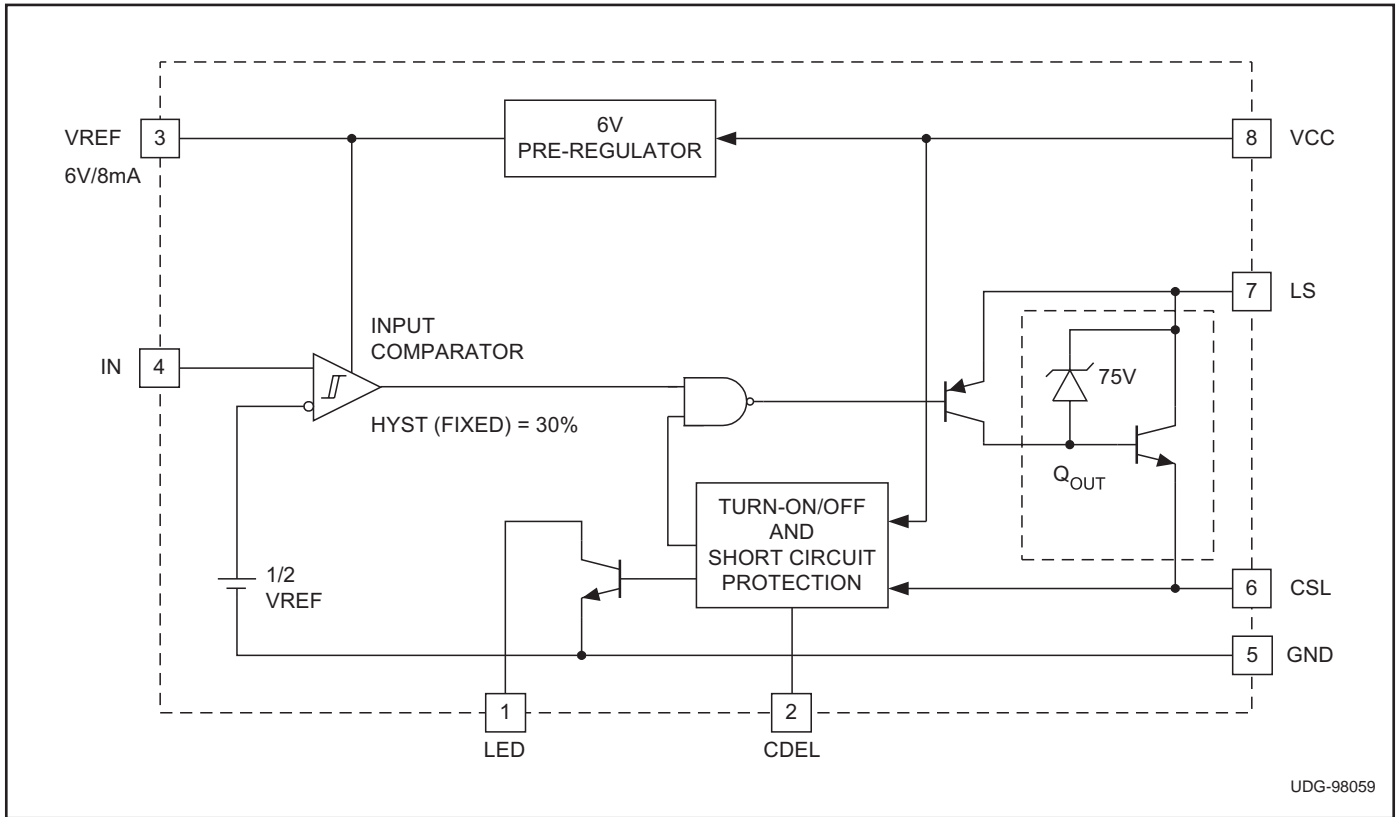 6V
PRE-REGULATOR
VREF
3
6V/8mA
8
VCC
7
LS
INPUT
COMPARATOR
IN
4
HYST (FIXED) = 30%
75V
QOUT
TURN-ON/OFF
AND
SHORT CIRCUIT
PROTECTION
1/2
VREF
6
CSL
5
GND
1
LED
2
CDEL
UDG-98059